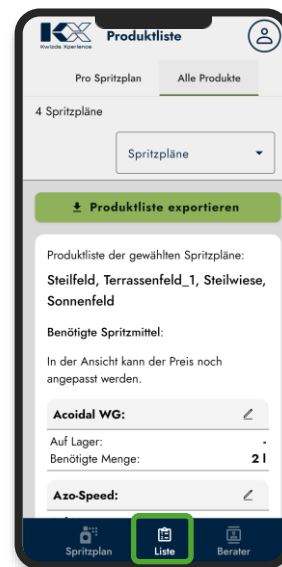 KX
Kwizda Xperience
Produktliste
Pro Spritzplan
Alle Produkte
4 Spritzpläne
Spritzpläne
Produktliste exportieren
Produktliste der gewählten Spritzpläne:
Steilfeld, Terrassenfeld_1, Steilwiese,
Sonnenfeld
Benötigte Spritzmittel:
In der Ansicht kann der Preis noch
angepasst werden.
Acoidal WG:
Auf Lager: -
Benötigte Menge: 2 l
Azo-Speed:
Spritzplan
Liste
Berater